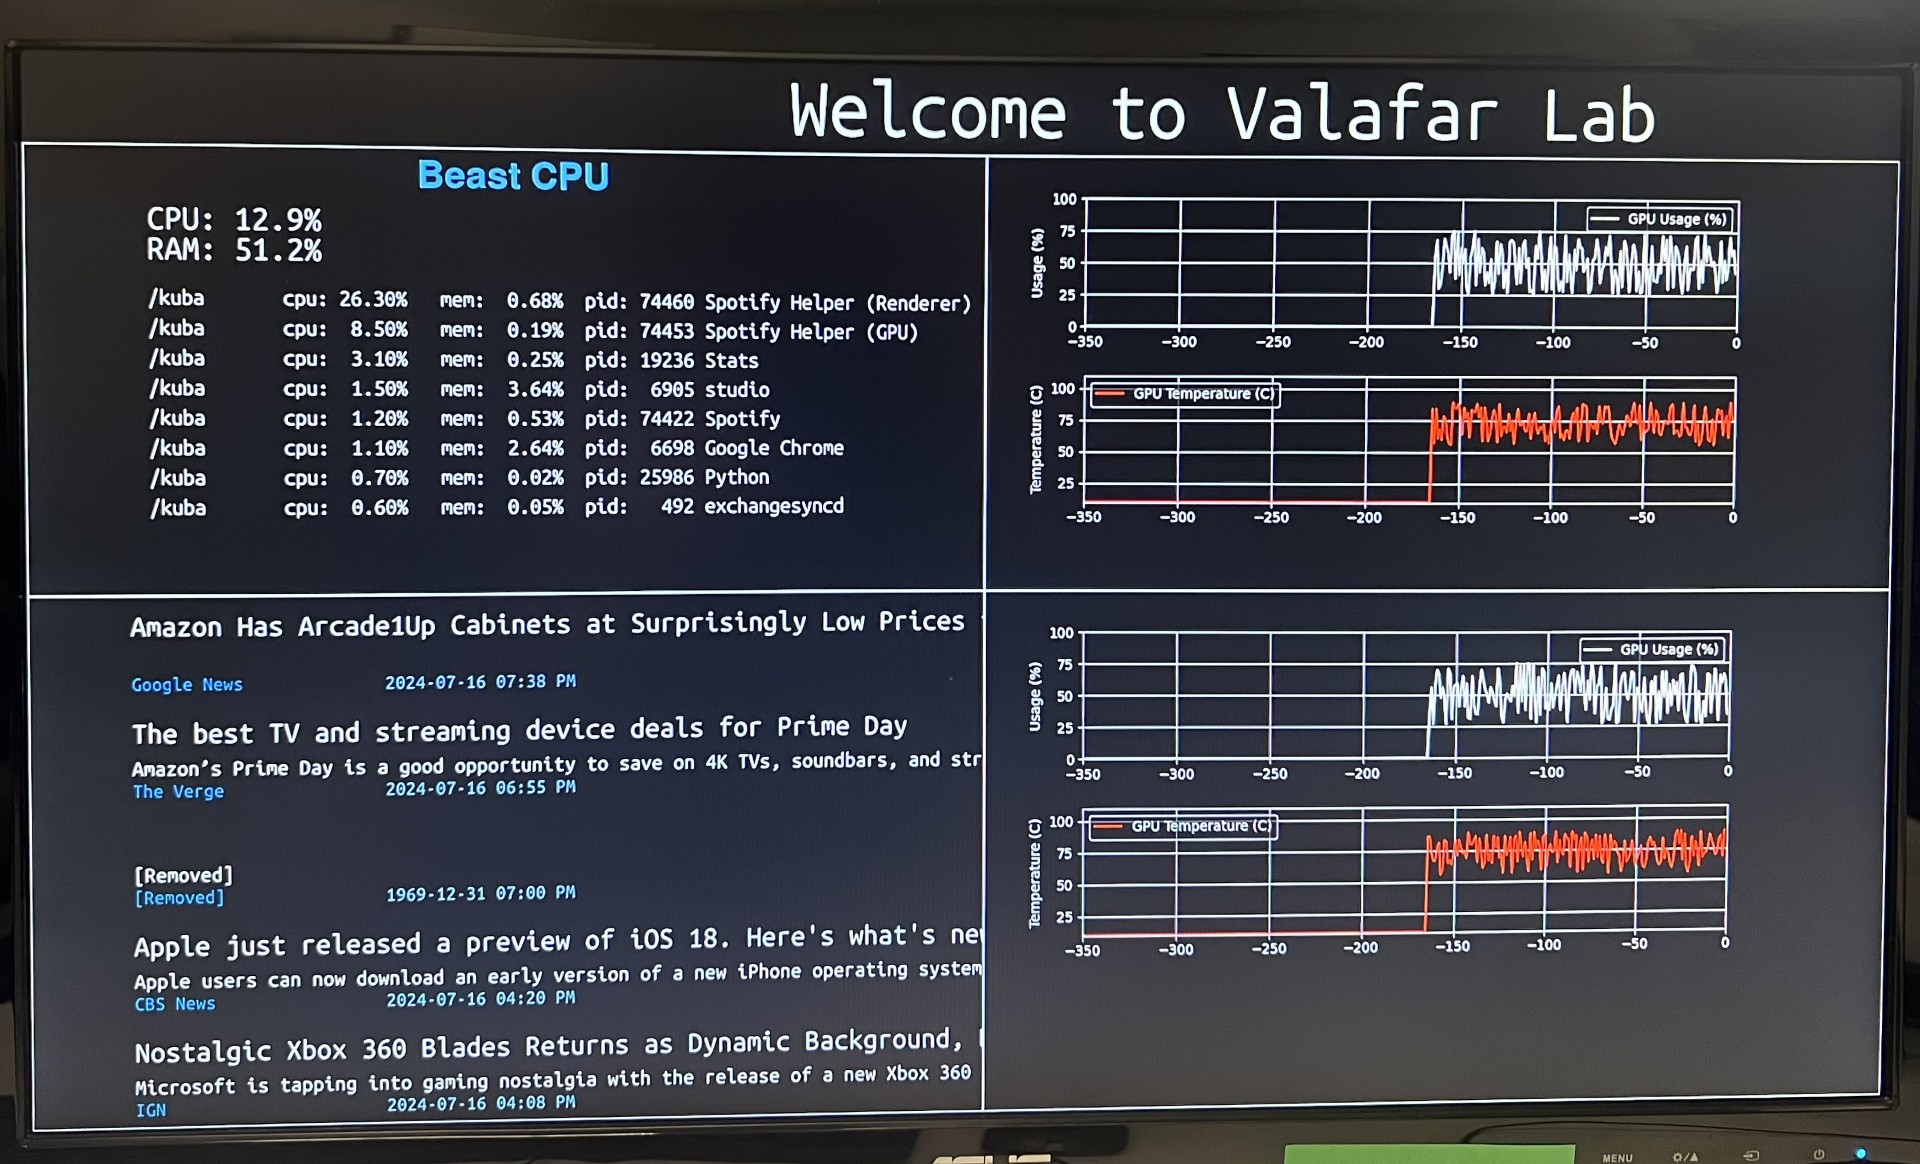 Welcome to Valafar Lab
Beast CPU
CPU: 12.9%
RAM: 51.2%
/kuba cpu: 26.30% mem: 0.68% pid: 74460 Spotify Helper (Renderer)
/kuba cpu: 8.50% mem: 0.19% pid: 74453 Spotify Helper (GPU)
/kuba cpu: 3.10% mem: 0.25% pid: 19236 Stats
/kuba cpu: 1.50% mem: 3.64% pid: 6905 studio
/kuba cpu: 1.20% mem: 0.53% pid: 74422 Spotify
/kuba cpu: 1.10% mem: 2.64% pid: 6698 Google Chrome
/kuba cpu: 0.70% mem: 0.02% pid: 25986 Python
/kuba cpu: 0.60% mem: 0.05% pid: 492 exchangesyncd
100
75
50
25
0
Usage (%)
GPU Usage (%)
-350 -300 -250 -200 -150 -100 -50 0
100
75
50
25
Temperature (C)
GPU Temperature (C)
-350 -300 -250 -200 -150 -100 -50 0
Amazon Has Arcade1Up Cabinets at Surprisingly Low Prices
Google News 2024-07-16 07:38 PM
The best TV and streaming device deals for Prime Day
Amazon’s Prime Day is a good opportunity to save on 4K TVs, soundbars, and str
The Verge 2024-07-16 06:55 PM
[Removed]
[Removed] 1969-12-31 07:00 PM
Apple just released a preview of iOS 18. Here's what's ne
Apple users can now download an early version of a new iPhone operating system
CBS News 2024-07-16 04:20 PM
Nostalgic Xbox 360 Blades Returns as Dynamic Background,
Microsoft is tapping into gaming nostalgia with the release of a new Xbox 360
IGN 2024-07-16 04:08 PM
100
75
50
25
0
Usage (%)
GPU Usage (%)
-350 -300 -250 -200 -150 -100 -50 0
100
75
50
25
Temperature (C)
GPU Temperature (C)
-350 -300 -250 -200 -150 -100 -50 0
MENU